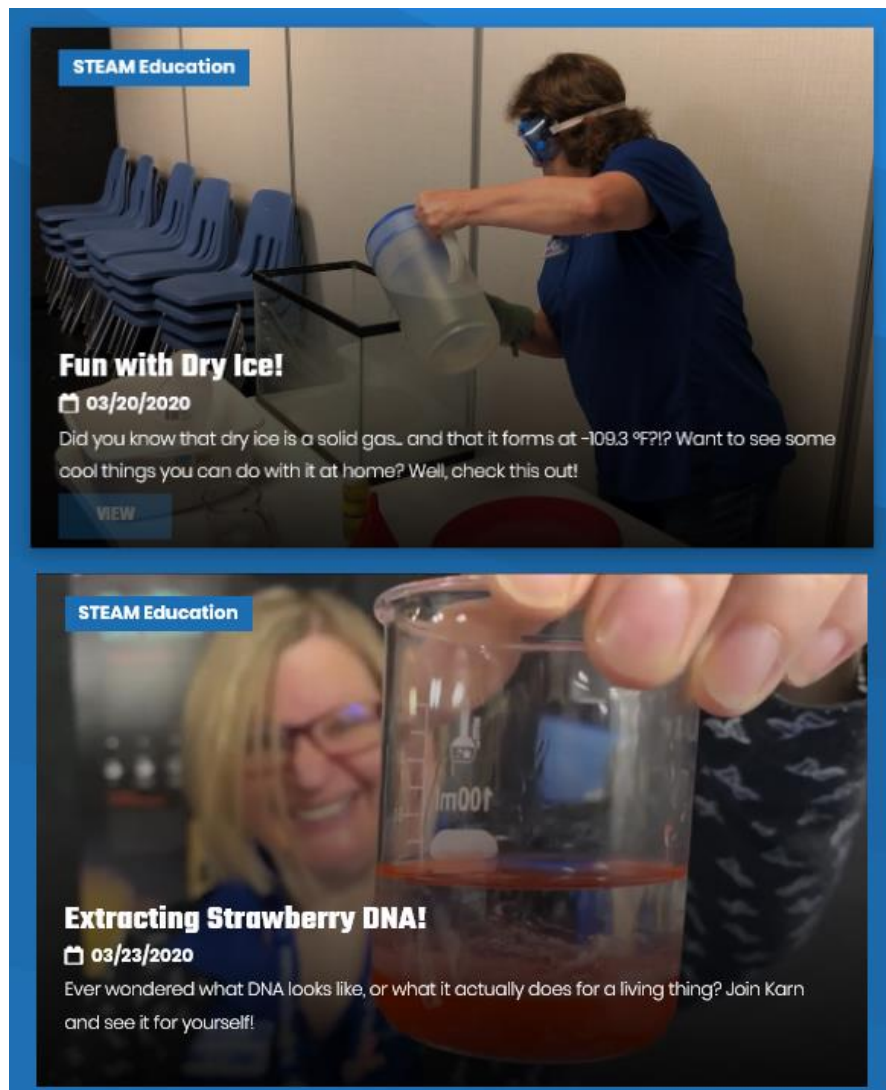 STEAM Education
Fun with Dry Ice!
03/20/2020
Did you know that dry ice is a solid gas... and that it forms at -109.3 °F?!? Want to see some
cool things you can do with it at home? Well, check this out!
VIEW
STEAM Education
100m
Extracting Strawberry DNA!
03/23/2020
Ever wondered what DNA looks like, or what it actually does for a living thing? Join Karn
and see it for yourself!